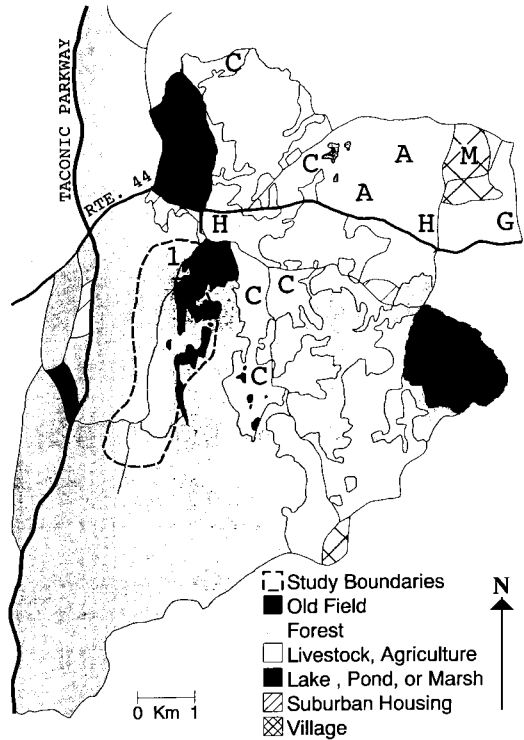 C
TACONIC PARKWAY
C A M
RTE. 44
A
H H G
1
C C
C
Study Boundaries
N
Old Field
Forest
Livestock, Agriculture
Lake , Pond, or Marsh
0 Km 1
Suburban Housing
Village